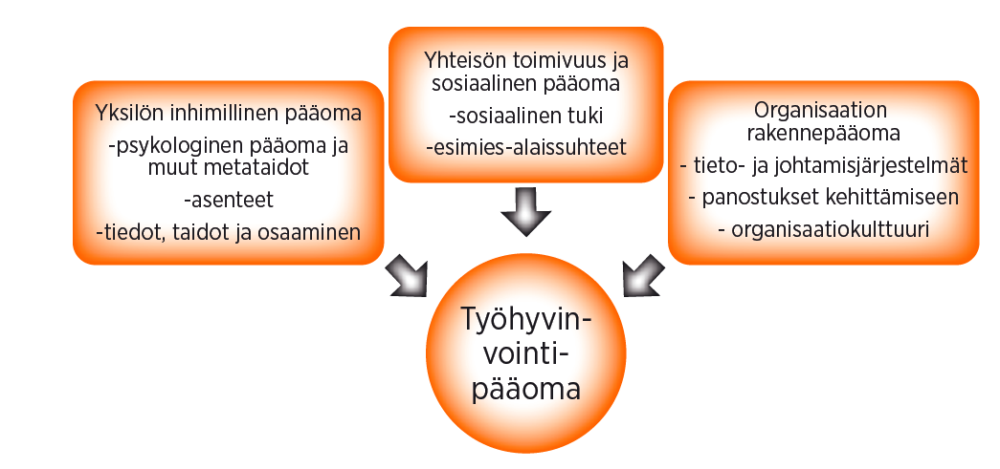 Yksilön inhimillinen pääoma
-psykologinen pääoma ja
muut metataidot
-asenteet
-tiedot, taidot ja osaaminen
Yhteisön toimivuus ja
sosiaalinen pääoma
-sosiaalinen tuki
-esimies-alaissuhteet
Organisaation
rakennepääoma
- tieto- ja johtamisjärjestelmät
- panostukset kehittämiseen
- organisaatiokulttuuri
Työhyvin-
vointi-
pääoma